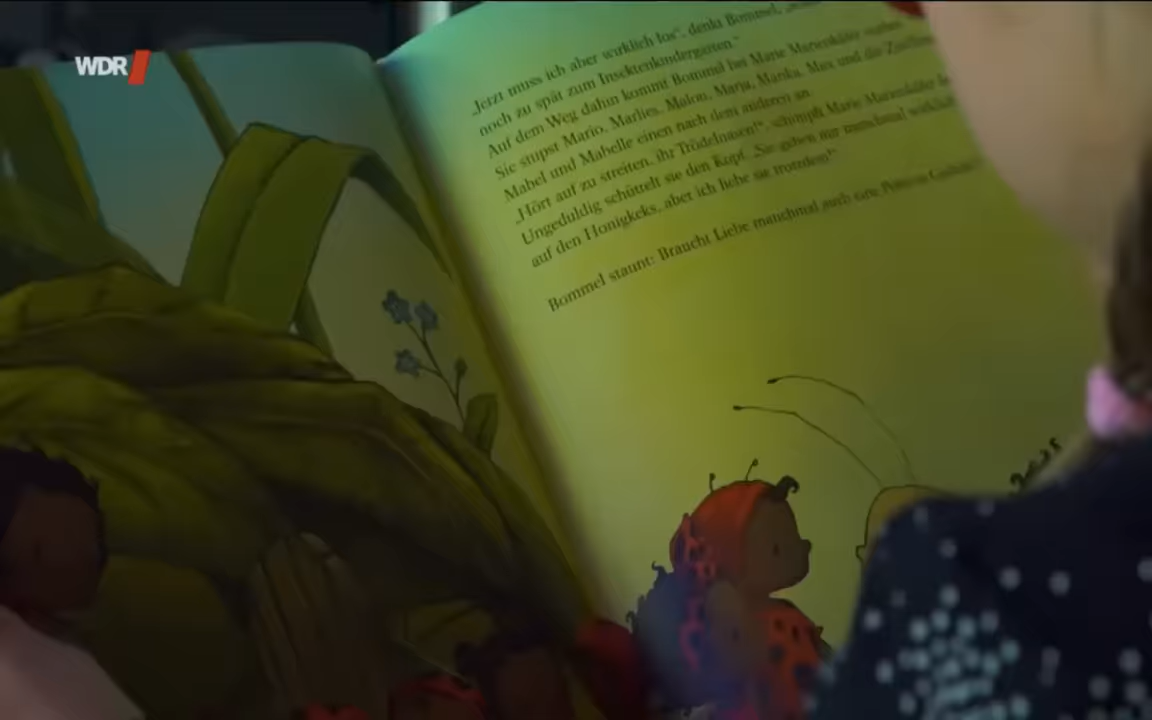 WDR
„Jetzt muss ich aber wirklich los“, denkt Bommel,
noch zu spät zum Insektenkindergarten.“
Auf dem Weg dahin kommt Bommel bei Marie Marienkäfer vorbei.
Sie stupst Mario, Marlies, Malon, Marja, Marika, Max und die Zwillinge
Mabel und Mabelle einen nach dem anderen an.
„Hört auf zu streiten, ihr Trödelnasen!“, schimpft Marie Marienkäfer
Ungeduldig schüttelt sie den Kopf. „Sie gehen mir manchmal wirklich
auf den Honigkeks, aber ich liebe sie trotzdem!“
Bommel staunt: Braucht Liebe manchmal auch eine Portion Geduld?